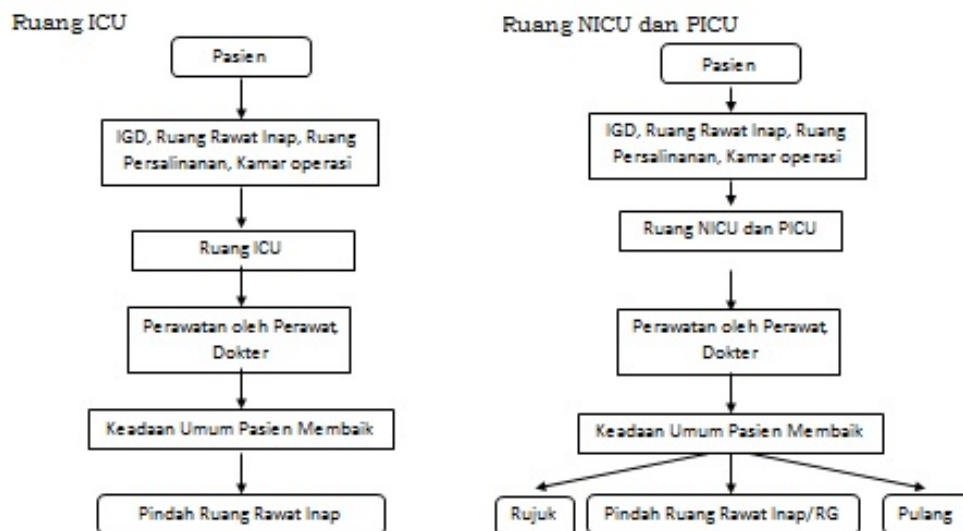 Ruang ICU
Pasien
IGD, Ruang Rawat Inap, Ruang
Persalinanan, Kamar operasi
Ruang ICU
Perawatan oleh Perawat,
Dokter
Keadaan Umum Pasien Membaik
Pindah Ruang Rawat Inap
Ruang NICU dan PICU
Pasien
IGD, Ruang Rawat Inap, Ruang
Persalinanan, Kamar operasi
Ruang NICU dan PICU
Perawatan oleh Perawat,
Dokter
Keadaan Umum Pasien Membaik
Rujuk
Pindah Ruang Rawat Inap/RG
Pulang